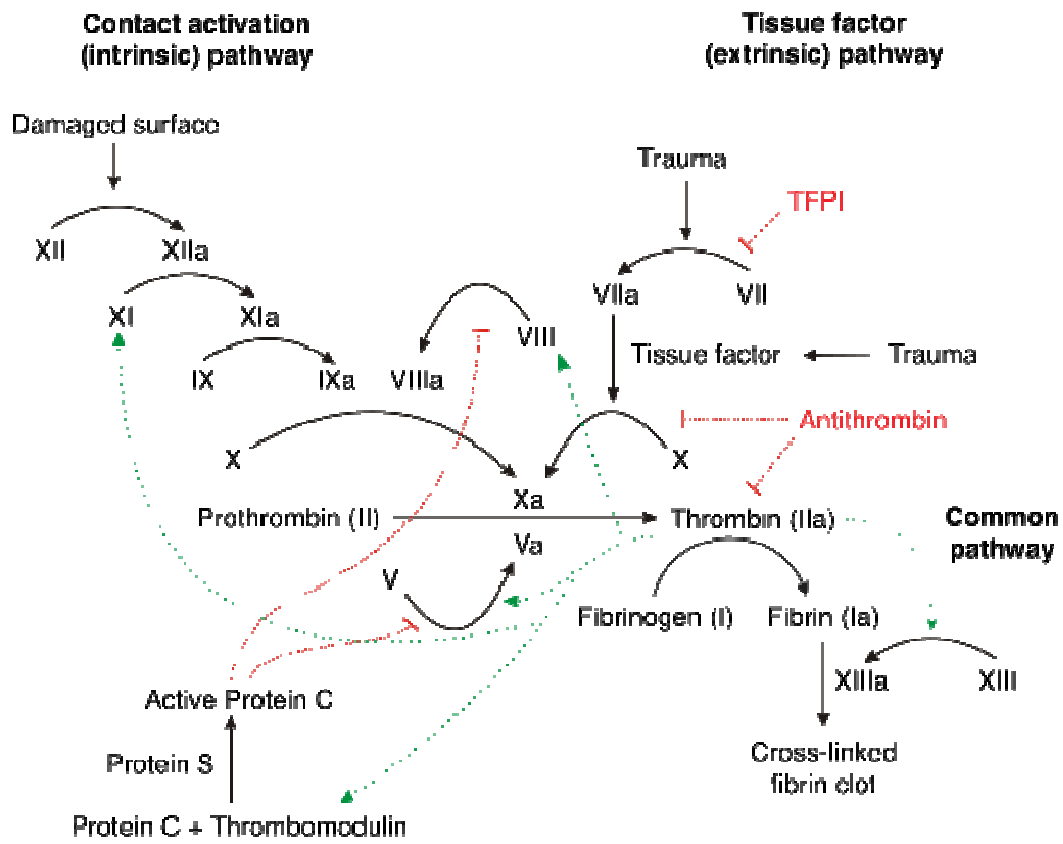 Contact activation
(intrinsic) pathway
Tissue factor
(extrinsic) pathway
Damaged surface
Trauma
TFPI
XII
XIIa
VIIa
VII
XI
XIa
VIII
IX
IXa
VIIIa
Tissue factor
Trauma
X
X
Antithrombin
Xa
Prothrombin (II)
Thrombin (IIa)
Common
pathway
Va
V
Fibrinogen (I)
Fibrin (Ia)
Active Protein C
XIIIa
XIII
Protein S
Cross-linked
fibrin clot
Protein C + Thrombomodulin